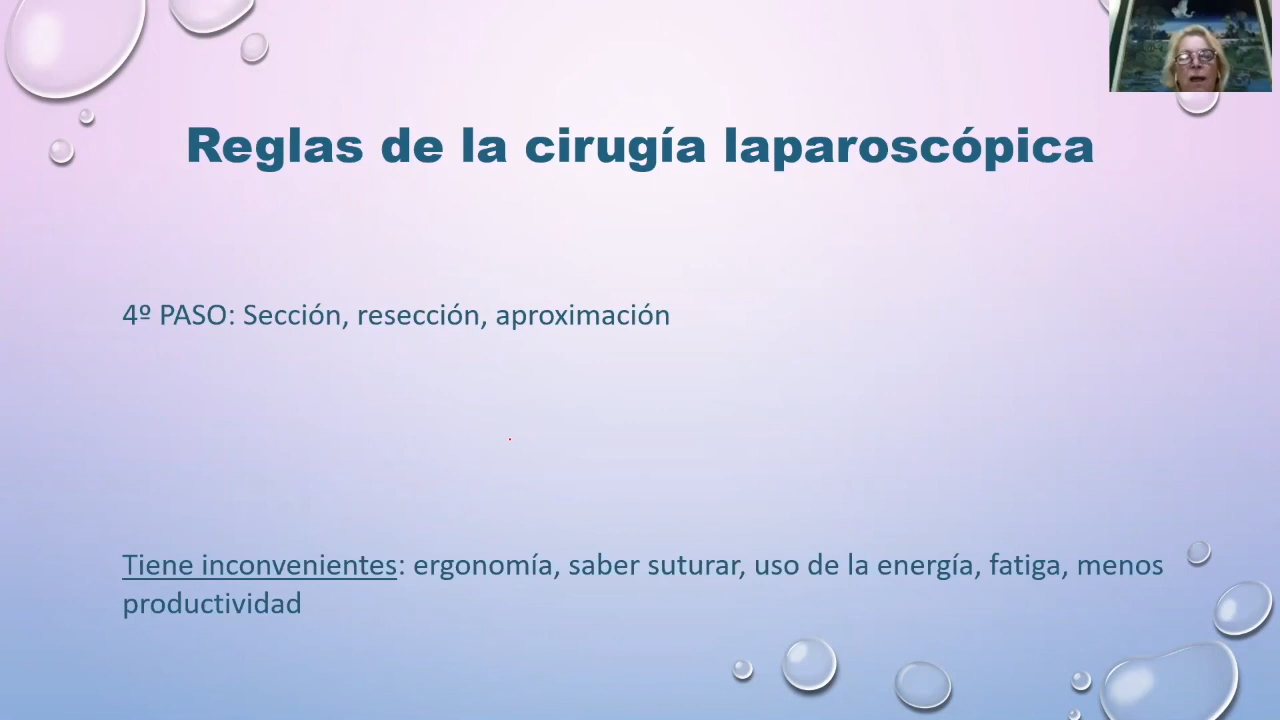 Reglas de la cirugía laparoscópica
4º PASO: Sección, resección, aproximación
Tiene inconvenientes: ergonomía, saber suturar, uso de la energía, fatiga, menos
productividad